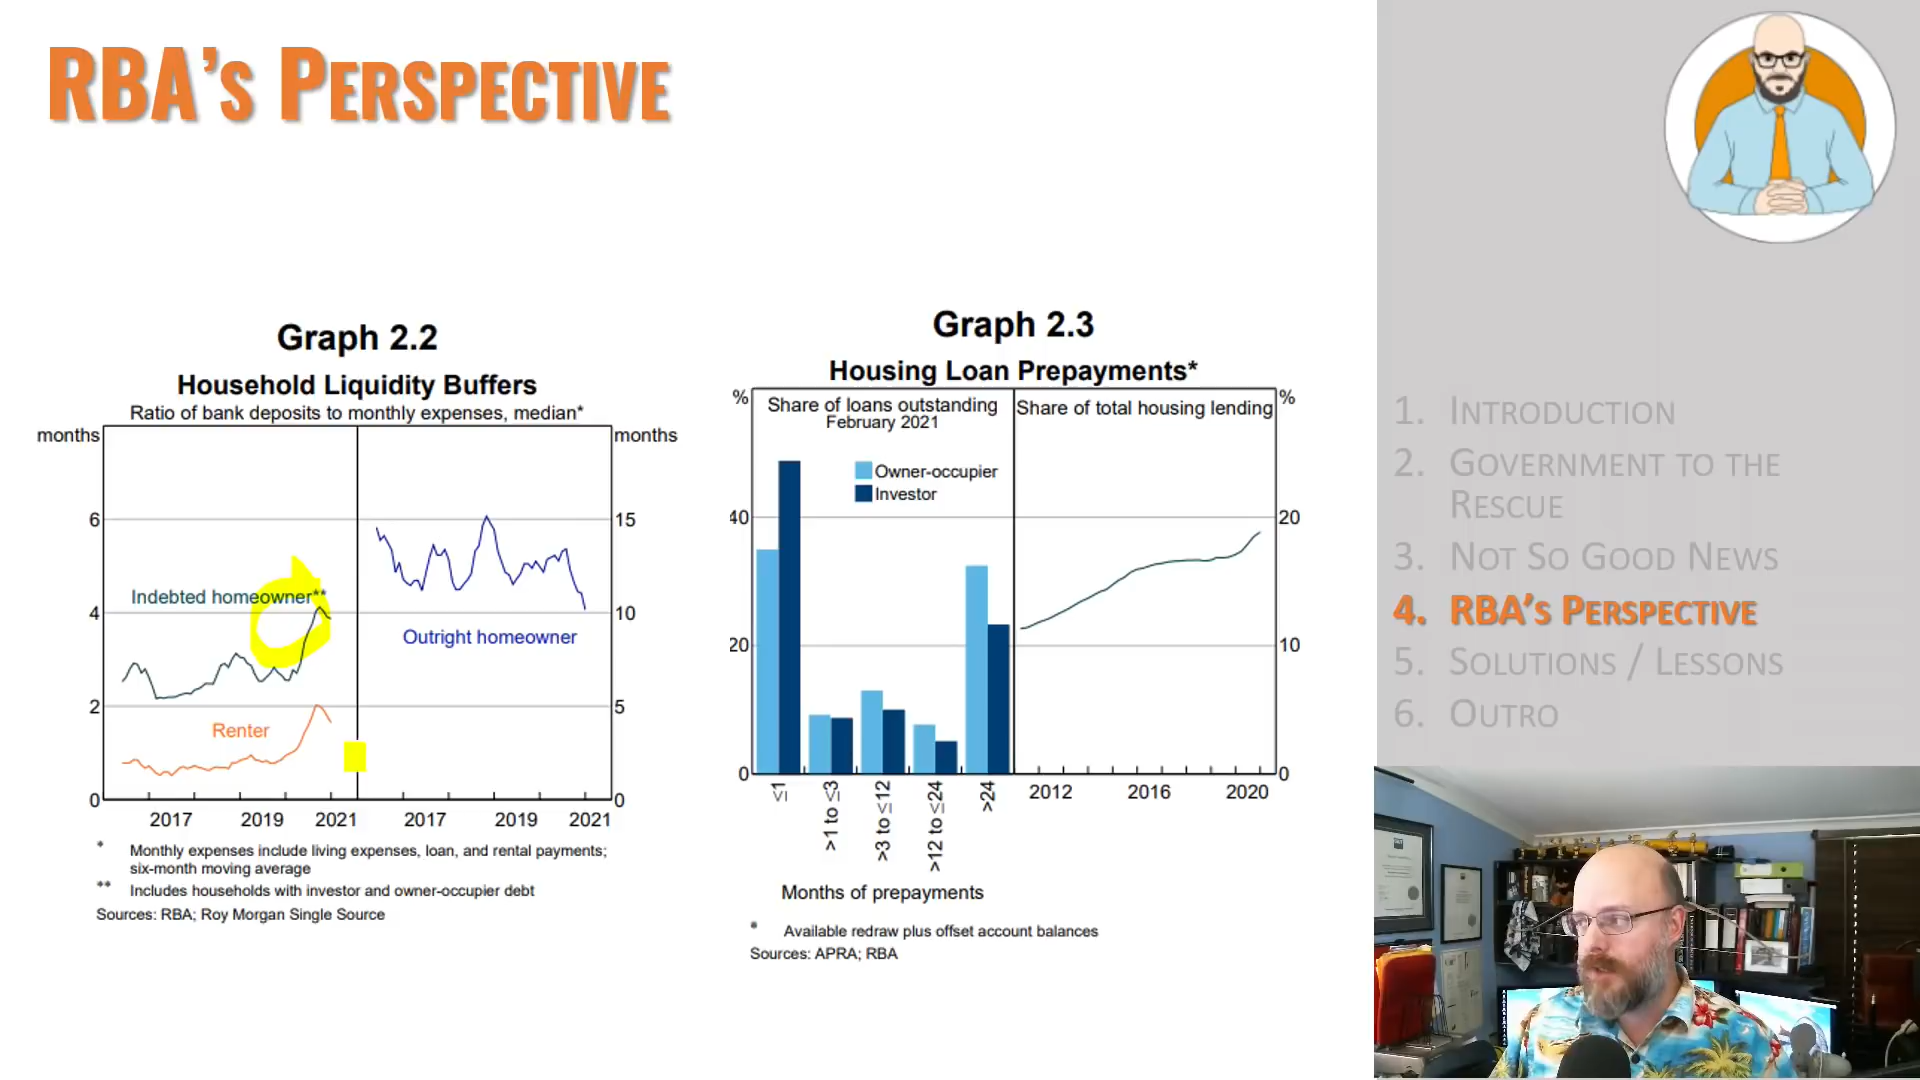 RBA's Perspective
Graph 2.2
Household Liquidity Buffers
Ratio of bank deposits to monthly expenses, median*
months
months
6
15
Indebted homeowner**
4
10
Outright homeowner
2
5
Renter
0
0
2017
2019
2021
2017
2019
2021
* Monthly expenses include living expenses, loan, and rental payments;
six-month moving average
** Includes households with investor and owner-occupier debt
Sources: RBA; Roy Morgan Single Source
Graph 2.3
Housing Loan Prepayments*
%
%
Share of loans outstanding
February 2021
Share of total housing lending
Owner-occupier
Investor
40
20
20
10
0
0
≤1
>1 to ≤3
>3 to ≤12
>12 to ≤24
>24
2012
2016
2020
Months of prepayments
* Available redraw plus offset account balances
Sources: APRA; RBA
1. Introduction
2. Government to the
Rescue
3. Not So Good News
4. RBA's Perspective
5. Solutions / Lessons
6. Outro